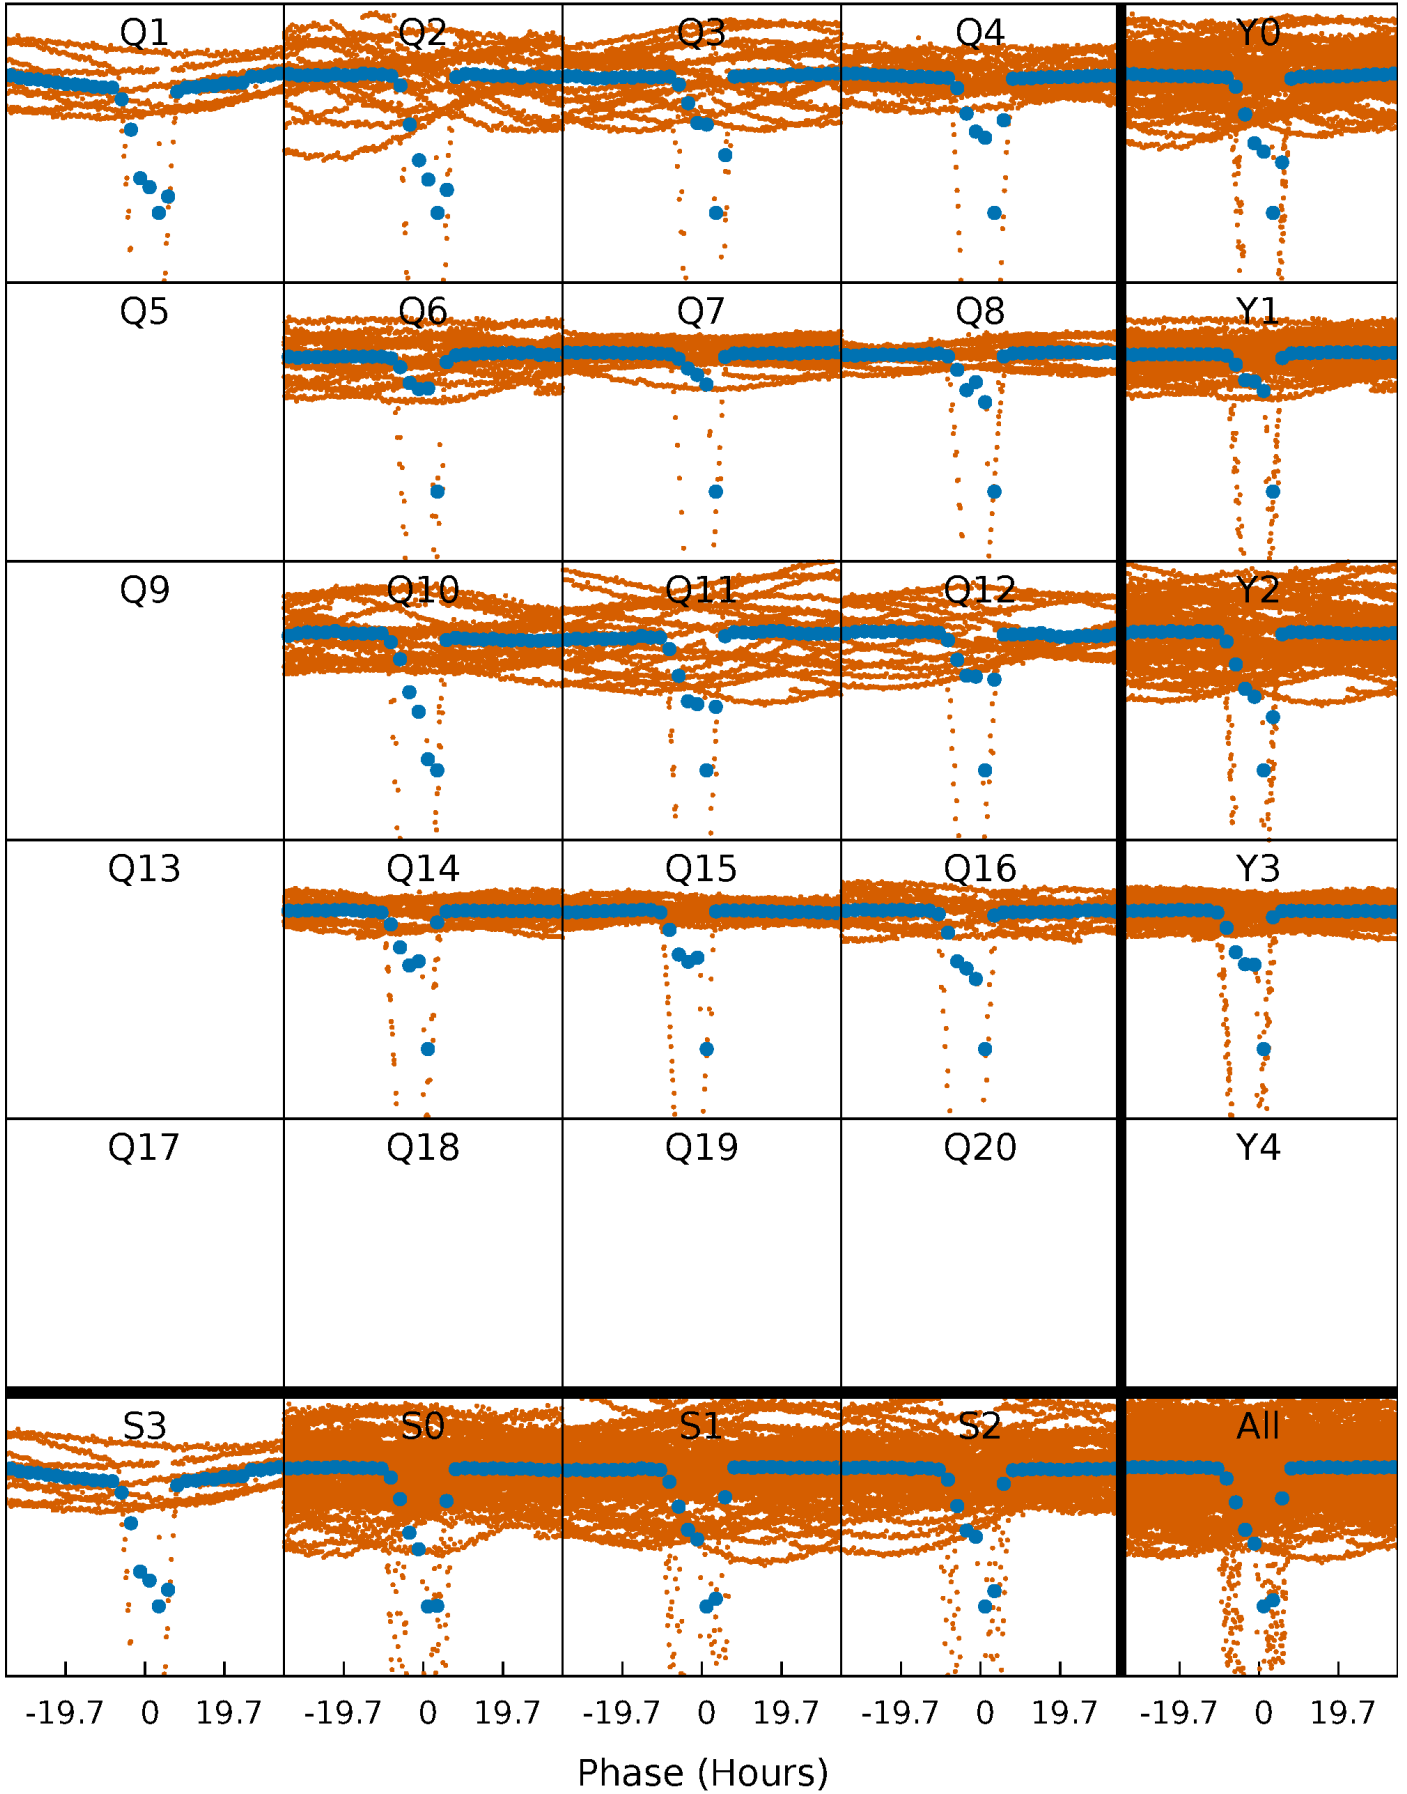 Q1 Q2 Q3 Q4 Y0
Q5 Q6 Q7 Q8 Y1
Q9 Q10 Q11 Q12 Y2
Q13 Q14 Q15 Q16 Y3
Q17 Q18 Q19 Q20 Y4
S3 S0 S1 S2 All
-19.7 0 19.7 -19.7 0 19.7 -19.7 0 19.7 -19.7 0 19.7 -19.7 0 19.7
Phase (Hours)